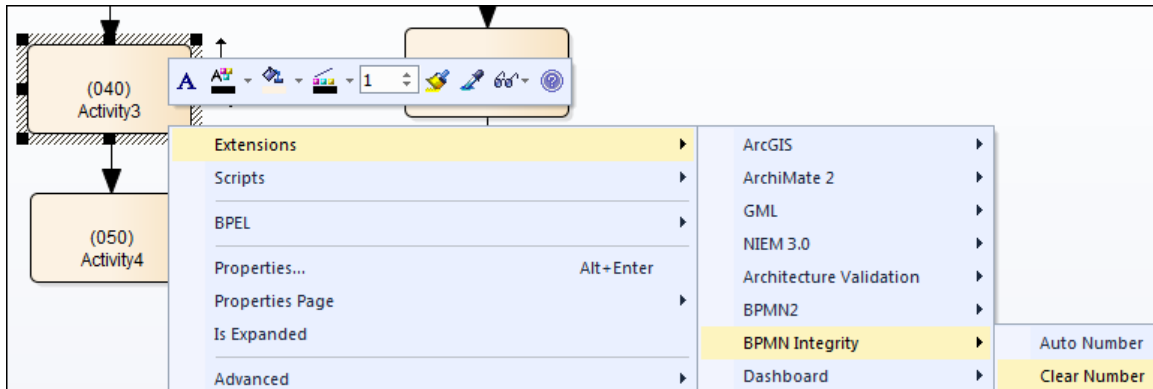 (040)
Activity3
(050)
Activity4
A
1
Extensions
Scripts
BPEL
Properties... Alt+Enter
Properties Page
Is Expanded
Advanced
ArcGIS
ArchiMate 2
GML
NIEM 3.0
Architecture Validation
BPMN2
BPMN Integrity
Dashboard
Auto Number
Clear Number